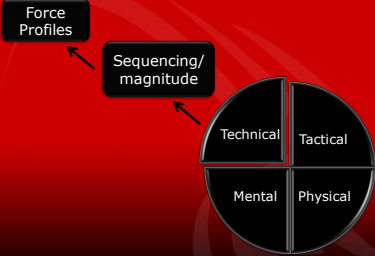 Force
Profiles
Sequencing/
magnitude
Technical
Tactical
Mental
Physical